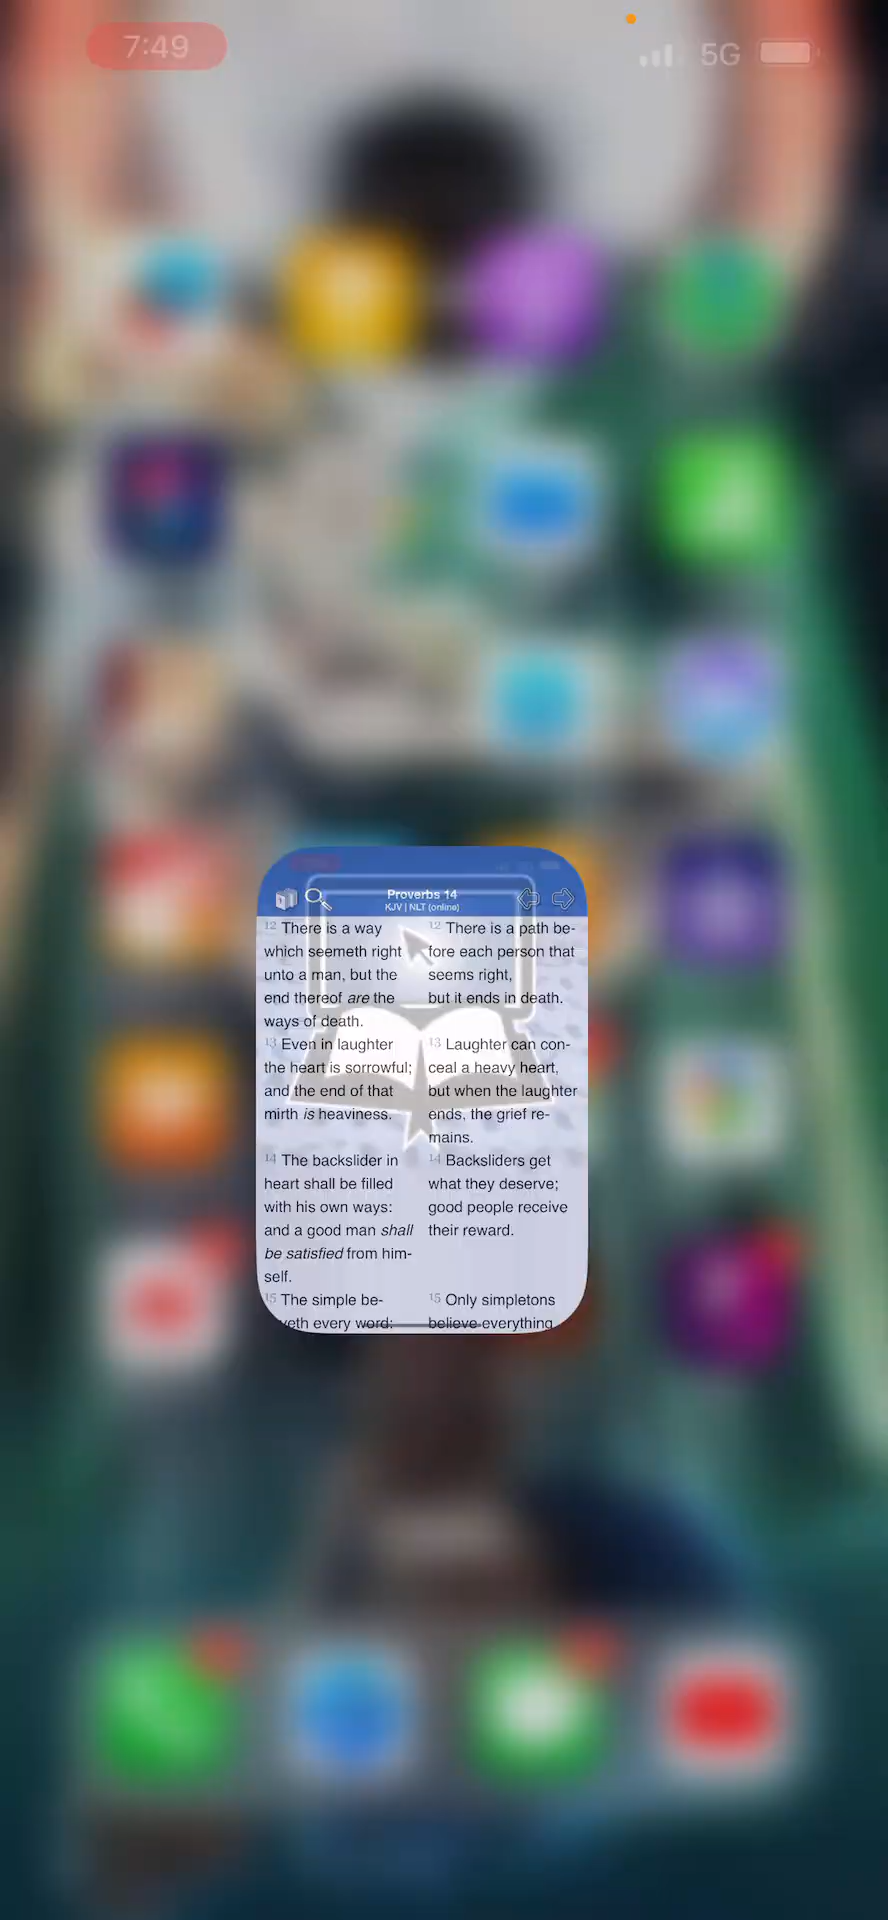 7:49
5G
Proverbs 14
KJV | NLT (online)
12 There is a way
which seemeth right
unto a man, but the
end thereof are the
ways of death.
13 Even in laughter
the heart is sorrowful;
and the end of that
mirth is heaviness.
14 The backslider in
heart shall be filled
with his own ways:
and a good man shall
be satisfied from him-
self.
15 The simple be-
veth every word:
12 There is a path be-
fore each person that
seems right,
but it ends in death.
13 Laughter can con-
ceal a heavy heart,
but when the laughter
ends, the grief re-
mains.
14 Backsliders get
what they deserve;
good people receive
their reward.
15 Only simpletons
believe everything